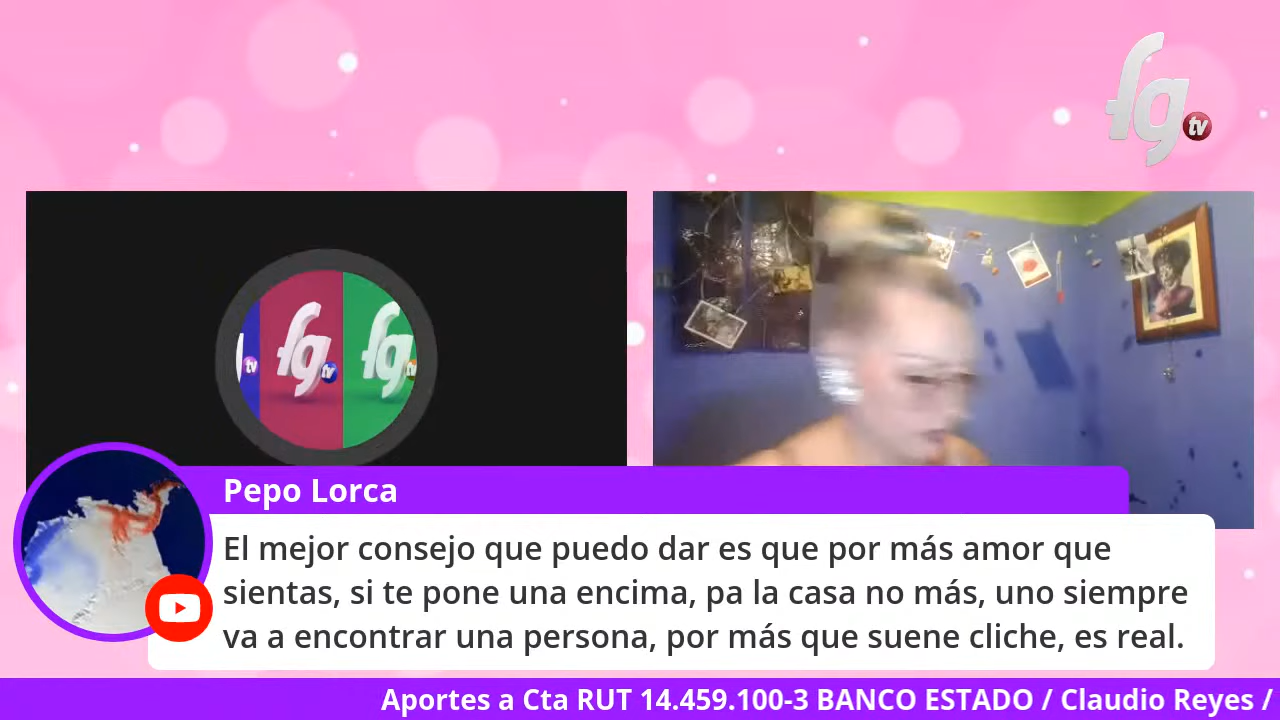 fg
tv
tv
fg
tv
fg
tv
Pepo Lorca
El mejor consejo que puedo dar es que por más amor que
sientas, si te pone una encima, pa la casa no más, uno siempre
va a encontrar una persona, por más que suene cliche, es real.
Aportes a Cta RUT 14.459.100-3 BANCO ESTADO / Claudio Reyes /